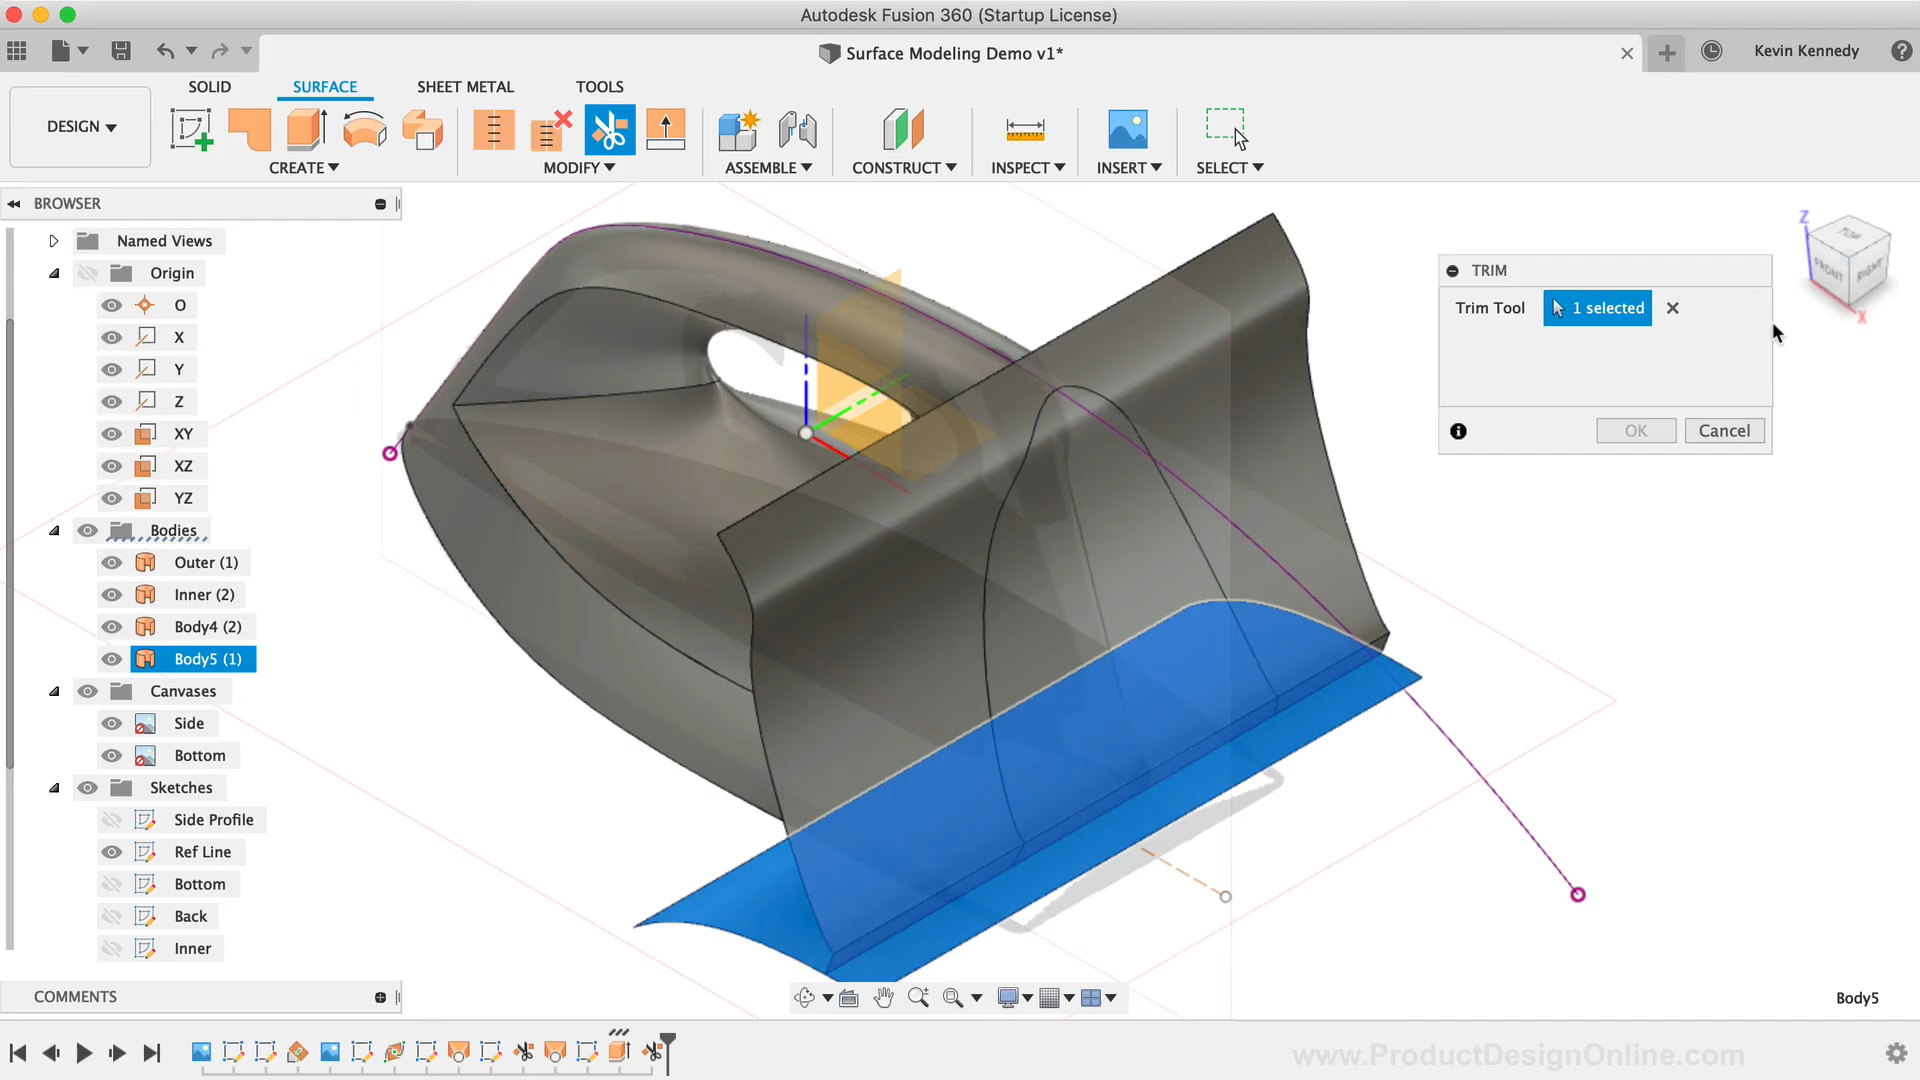 Autodesk Fusion 360 (Startup License)
Surface Modeling Demo v1*
Kevin Kennedy
SOLID SURFACE SHEET METAL TOOLS
DESIGN
CREATE MODIFY ASSEMBLE CONSTRUCT INSPECT INSERT SELECT
BROWSER
Named Views
Origin
O
X
Y
Z
XY
XZ
YZ
Bodies
Outer (1)
Inner (2)
Body4 (2)
Body5 (1)
Canvases
Side
Bottom
Sketches
Side Profile
Ref Line
Bottom
Back
Inner
COMMENTS
TRIM
Trim Tool 1 selected
OK Cancel
Z
TOP
FRONT RIGHT
X
Body5
www.ProductDesignOnline.com